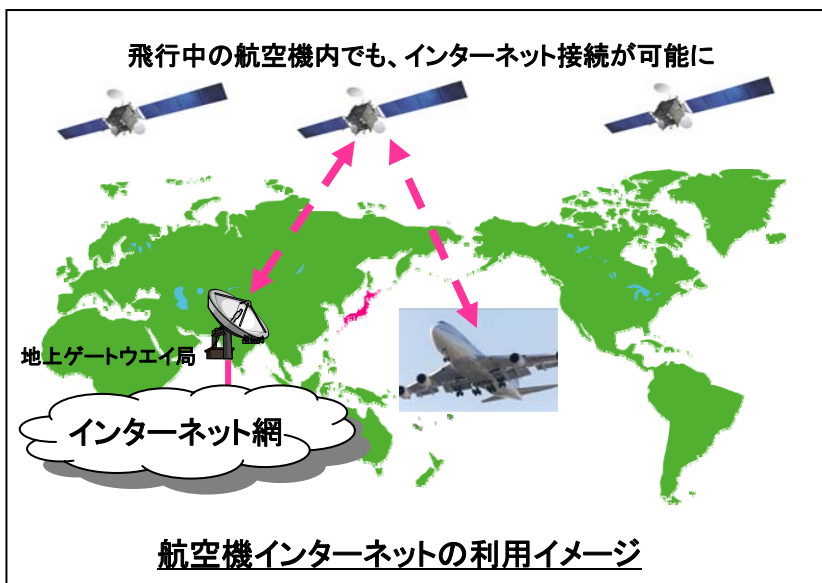 飛行中の航空機内でも、インターネット接続が可能に
地上ゲートウエイ局
インターネット網
航空機インターネットの利用イメージ